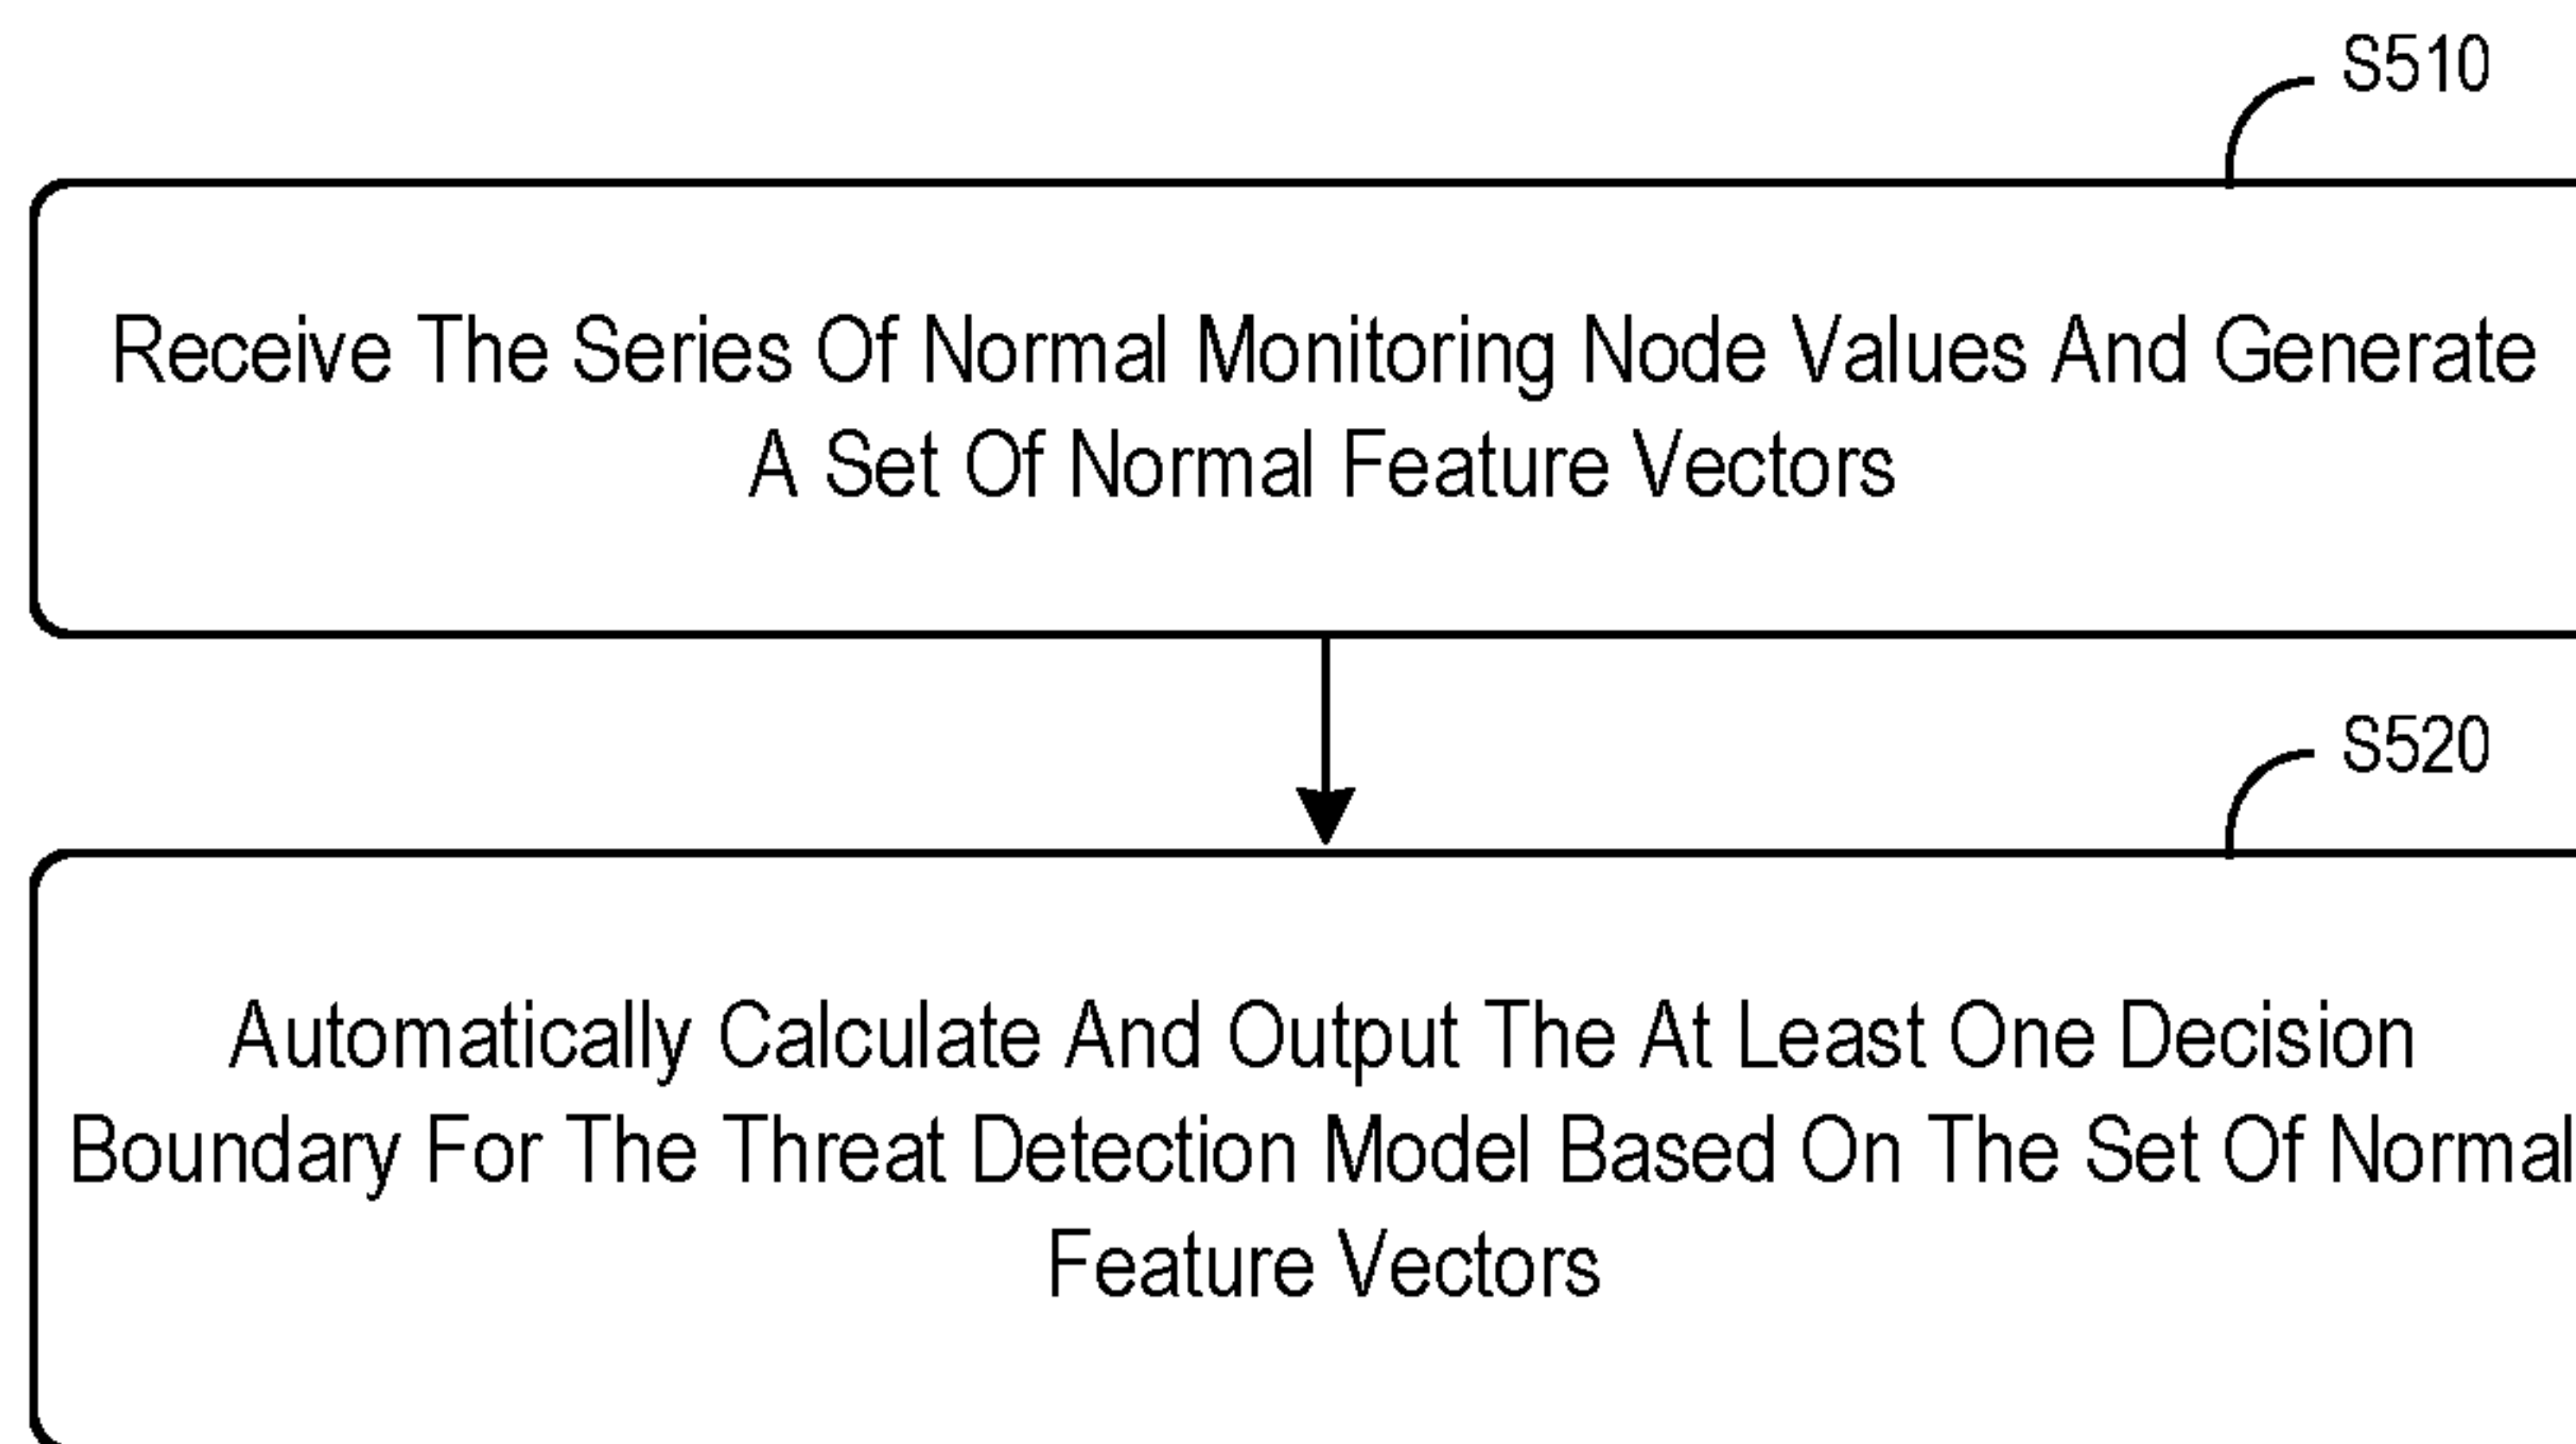 S510
Receive The Series Of Normal Monitoring Node Values And Generate
A Set Of Normal Feature Vectors
S520
Automatically Calculate And Output The At Least One Decision
Boundary For The Threat Detection Model Based On The Set Of Normal
Feature Vectors